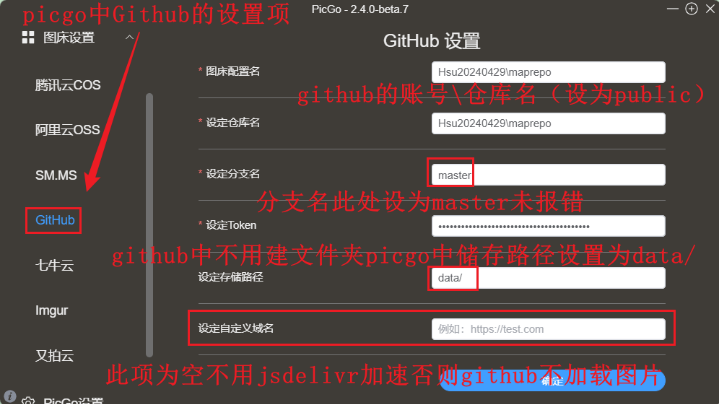 picgo中Github的设置项
PicGo - 2.4.0-beta.7
图床设置
GitHub 设置
腾讯云COS
阿里云OSS
SM.MS
GitHub
七牛云
Imgur
又拍云
PicGo设置
* 图床配置名
Hsu20240429\maprepo
github的账号\仓库名（设为public）
* 设定仓库名
Hsu20240429\maprepo
* 设定分支名
master
分支名此处设为master未报错
* 设定Token
github中不用建文件夹picgo中储存路径设置为data/
设定存储路径
data/
设定自定义域名
例如：https://test.com
此项为空不用jsdelivr加速否则github不加载图片
确定